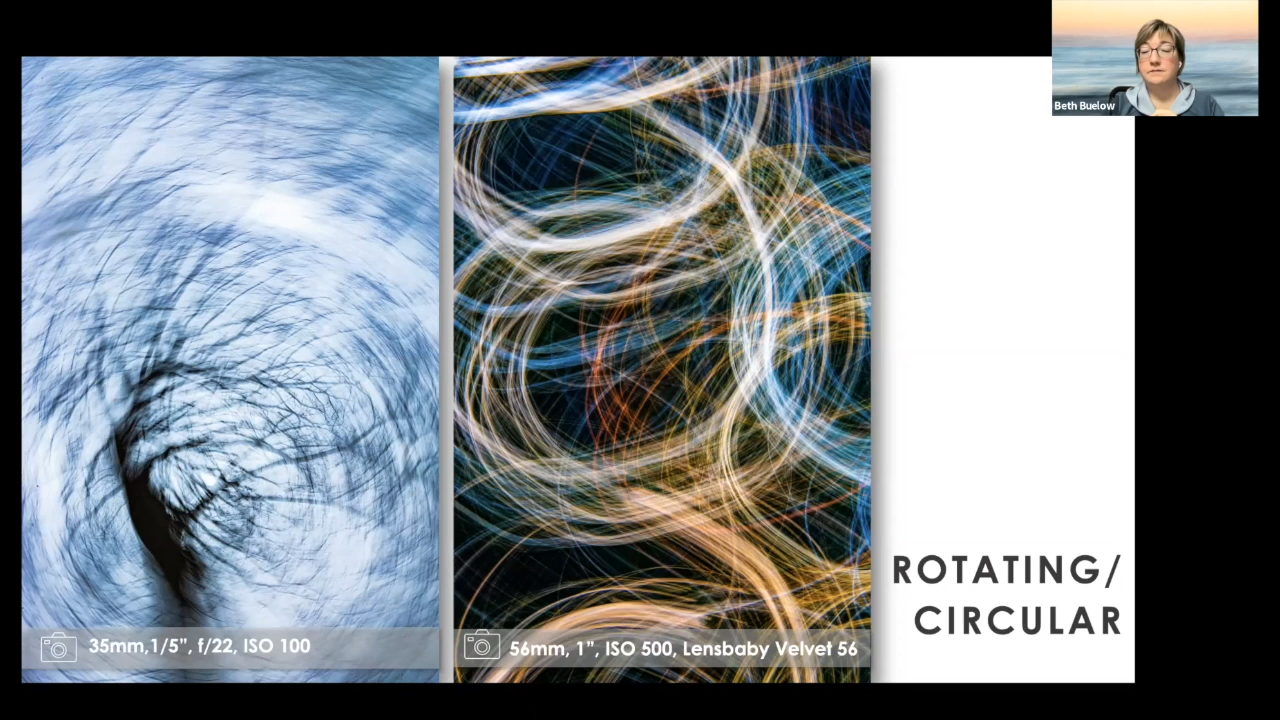 Beth Buelow
35mm,1/5”, f/22, ISO 100
56mm, 1”, ISO 500, Lensbaby Velvet 56
ROTATING/
CIRCULAR